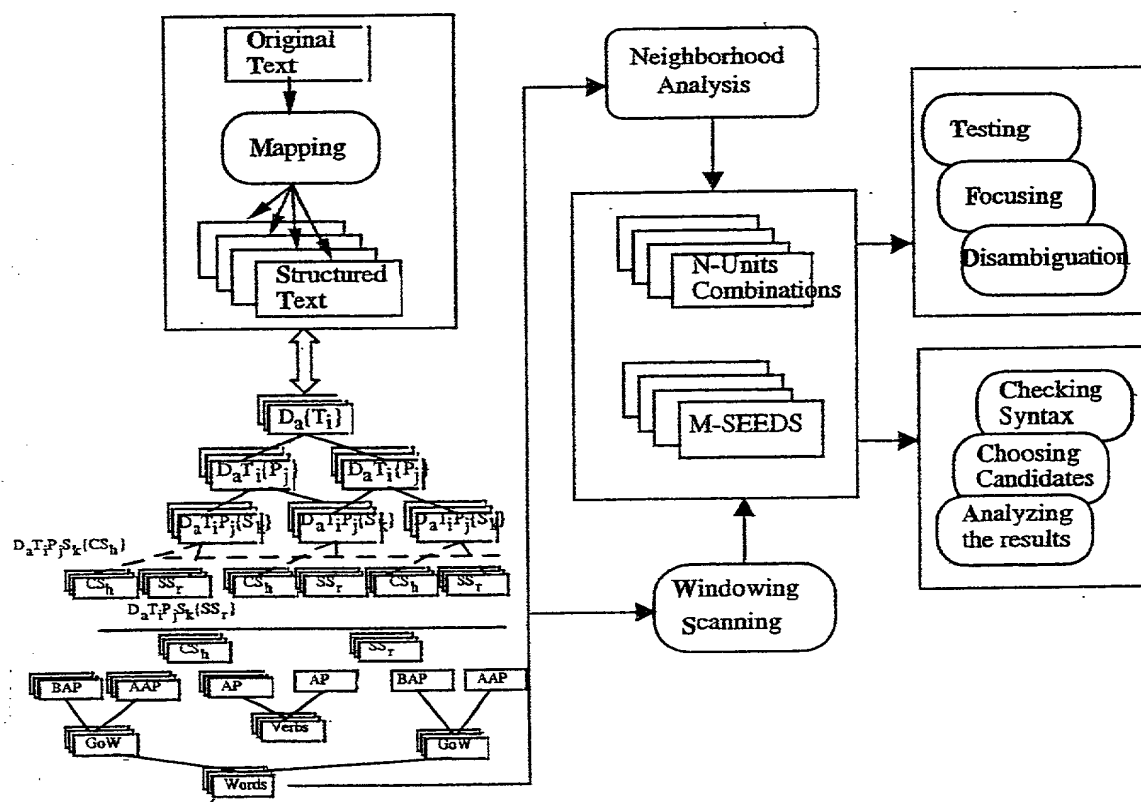 Original
Text
Mapping
Structured
Text
Neighborhood
Analysis
N-Units
Combinations
M-SEEDS
Windowing
Scanning
Testing
Focusing
Disambiguation
Checking
Syntax
Choosing
Candidates
Analyzing
the results
Dₐ{Tᵢ}
DₐTᵢ{Pⱼ} DₐTᵢ{Pⱼ}
DₐTᵢPⱼ{Sₖ} DₐTᵢPⱼ{Sₖ} DₐTᵢPⱼ{Sₖ}
DₐTᵢPⱼSₖ{CSₕ}
CSₕ SSᵣ CSₕ SSᵣ CSₕ SSᵣ
DₐTᵢPⱼSₖ{SSᵣ}
CSₕ SSᵣ
BAP AAP AP AP BAP AAP
GoW Verbs GoW
Words